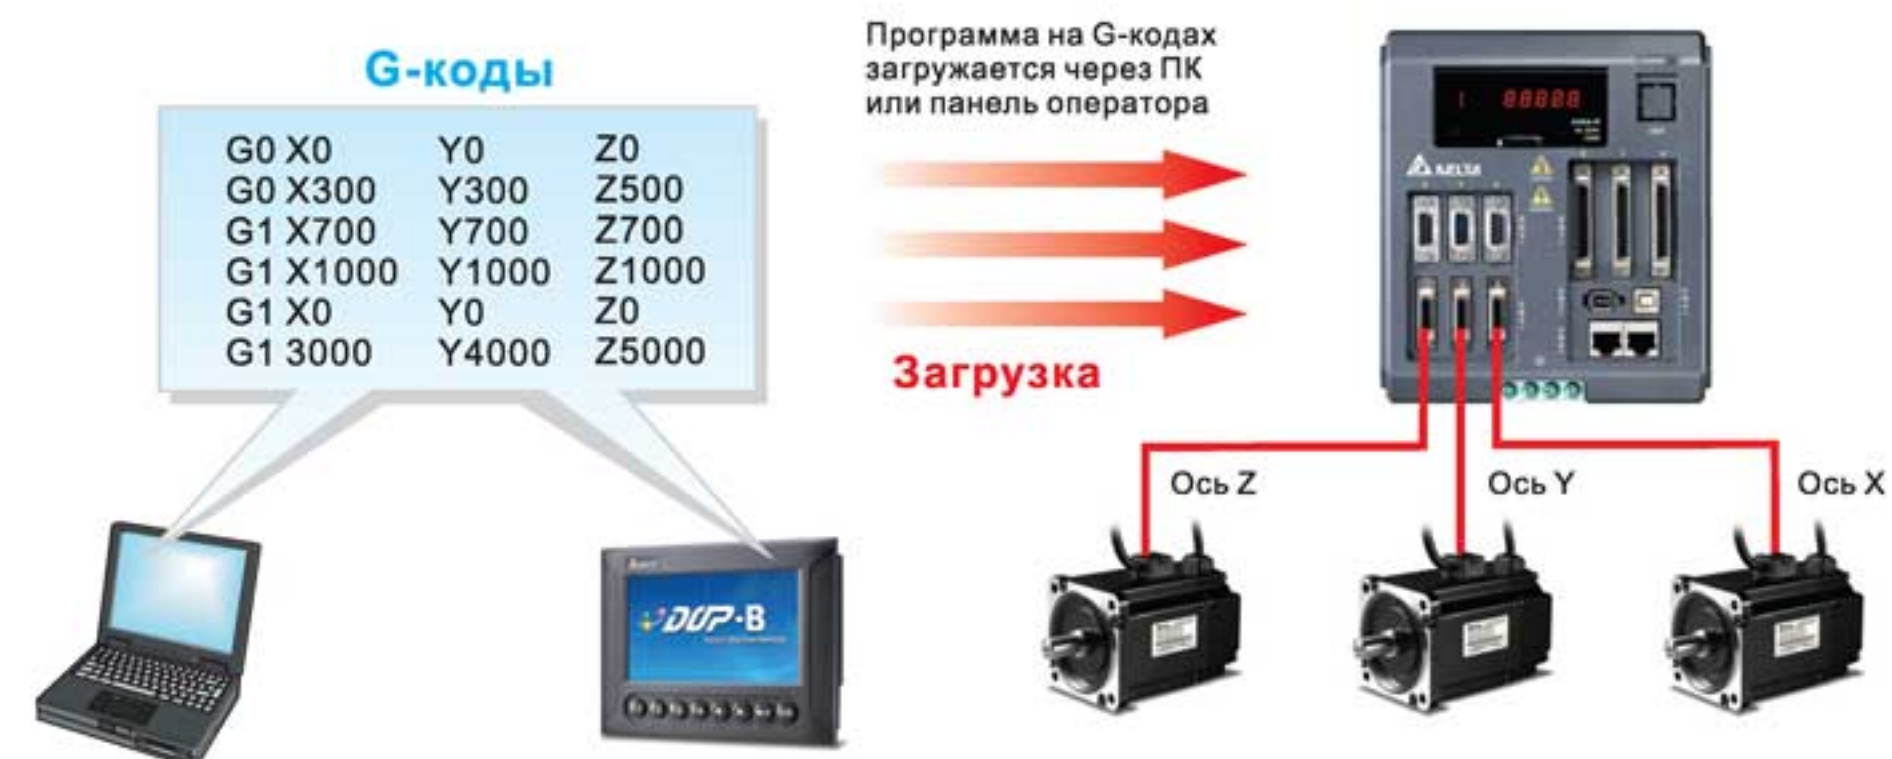 G-коды
G0 X0 Y0 Z0
G0 X300 Y300 Z500
G1 X700 Y700 Z700
G1 X1000 Y1000 Z1000
G1 X0 Y0 Z0
G1 3000 Y4000 Z5000
Программа на G-кодах
загружается через ПК
или панель оператора
Загрузка
DOP-B
DELTA
Ось Z
Ось Y
Ось X